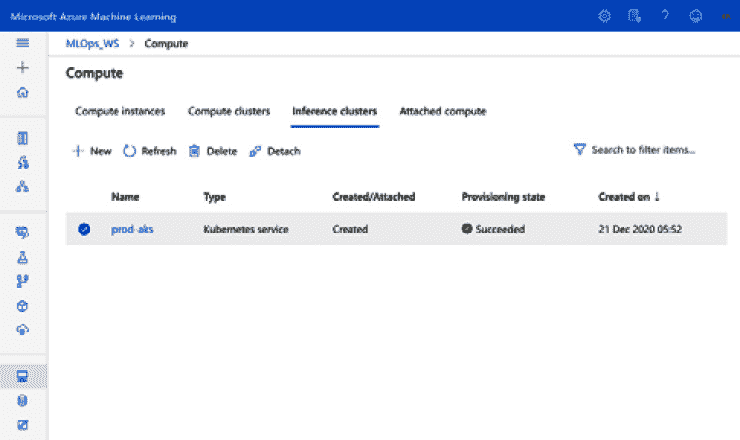 Microsoft Azure Machine Learning
MLOps_WS > Compute
Compute
Compute instances Compute clusters Inference clusters Attached compute
New Refresh Delete Detach Search to filter items...
Name Type Created/Attached Provisioning state Created on ↓
prod-aks Kubernetes service Created Succeeded 21 Dec 2020 05:52